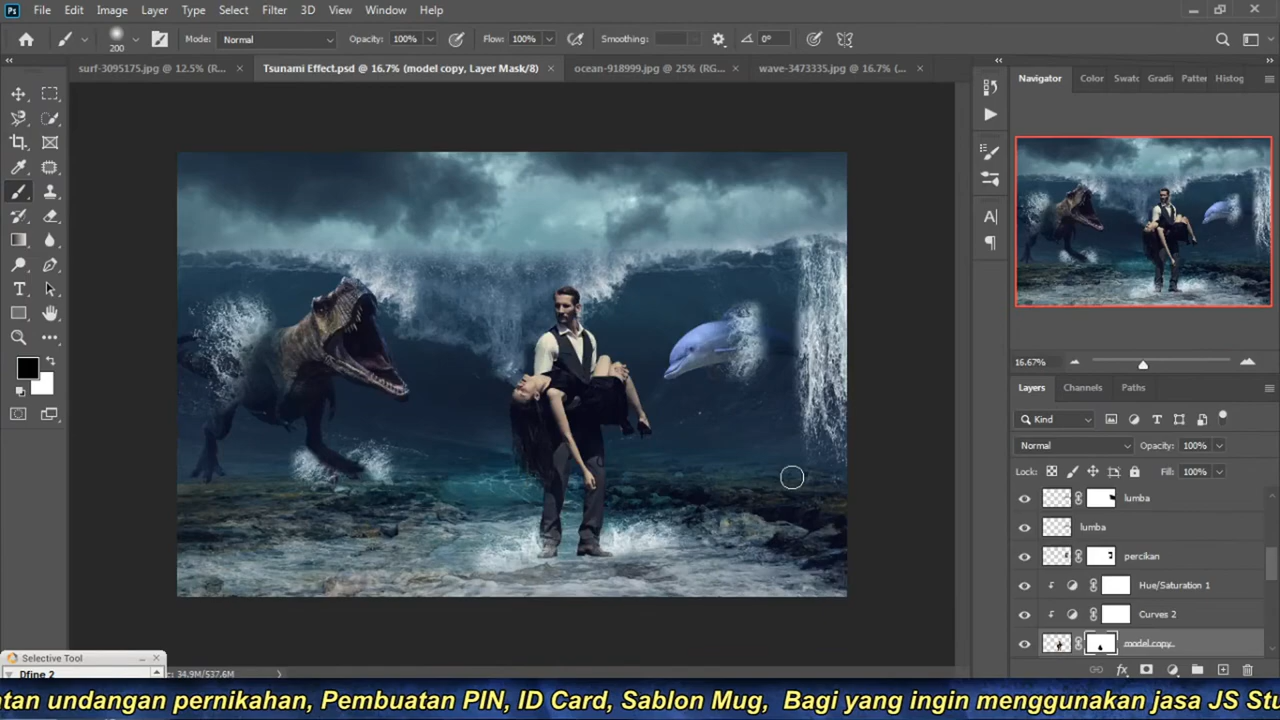 Ps File Edit Image Layer Type Select Filter 3D View Window Help
200 Mode: Normal Opacity: 100% Flow: 100% Smoothing: 0°
surf-3095175.jpg @ 12.5% (R... × Tsunami Effect.psd @ 16.7% (model copy, Layer Mask/8) × ocean-918999.jpg @ 25% (RG... × wave-3473335.jpg @ 16.7% (... ×
Navigator Color Swatc Gradi Patter Histog
16.67%
Layers Channels Paths
Kind
Normal Opacity: 100%
Lock: Fill: 100%
lumba
lumba
percikan
Hue/Saturation 1
Curves 2
model copy
Selective Tool
Dfine 2
34.9M/537.6M
tan undangan pernikahan, Pembuatan PIN, ID Card, Sablon Mug, Bagi yang ingin menggunakan jasa JS Stu